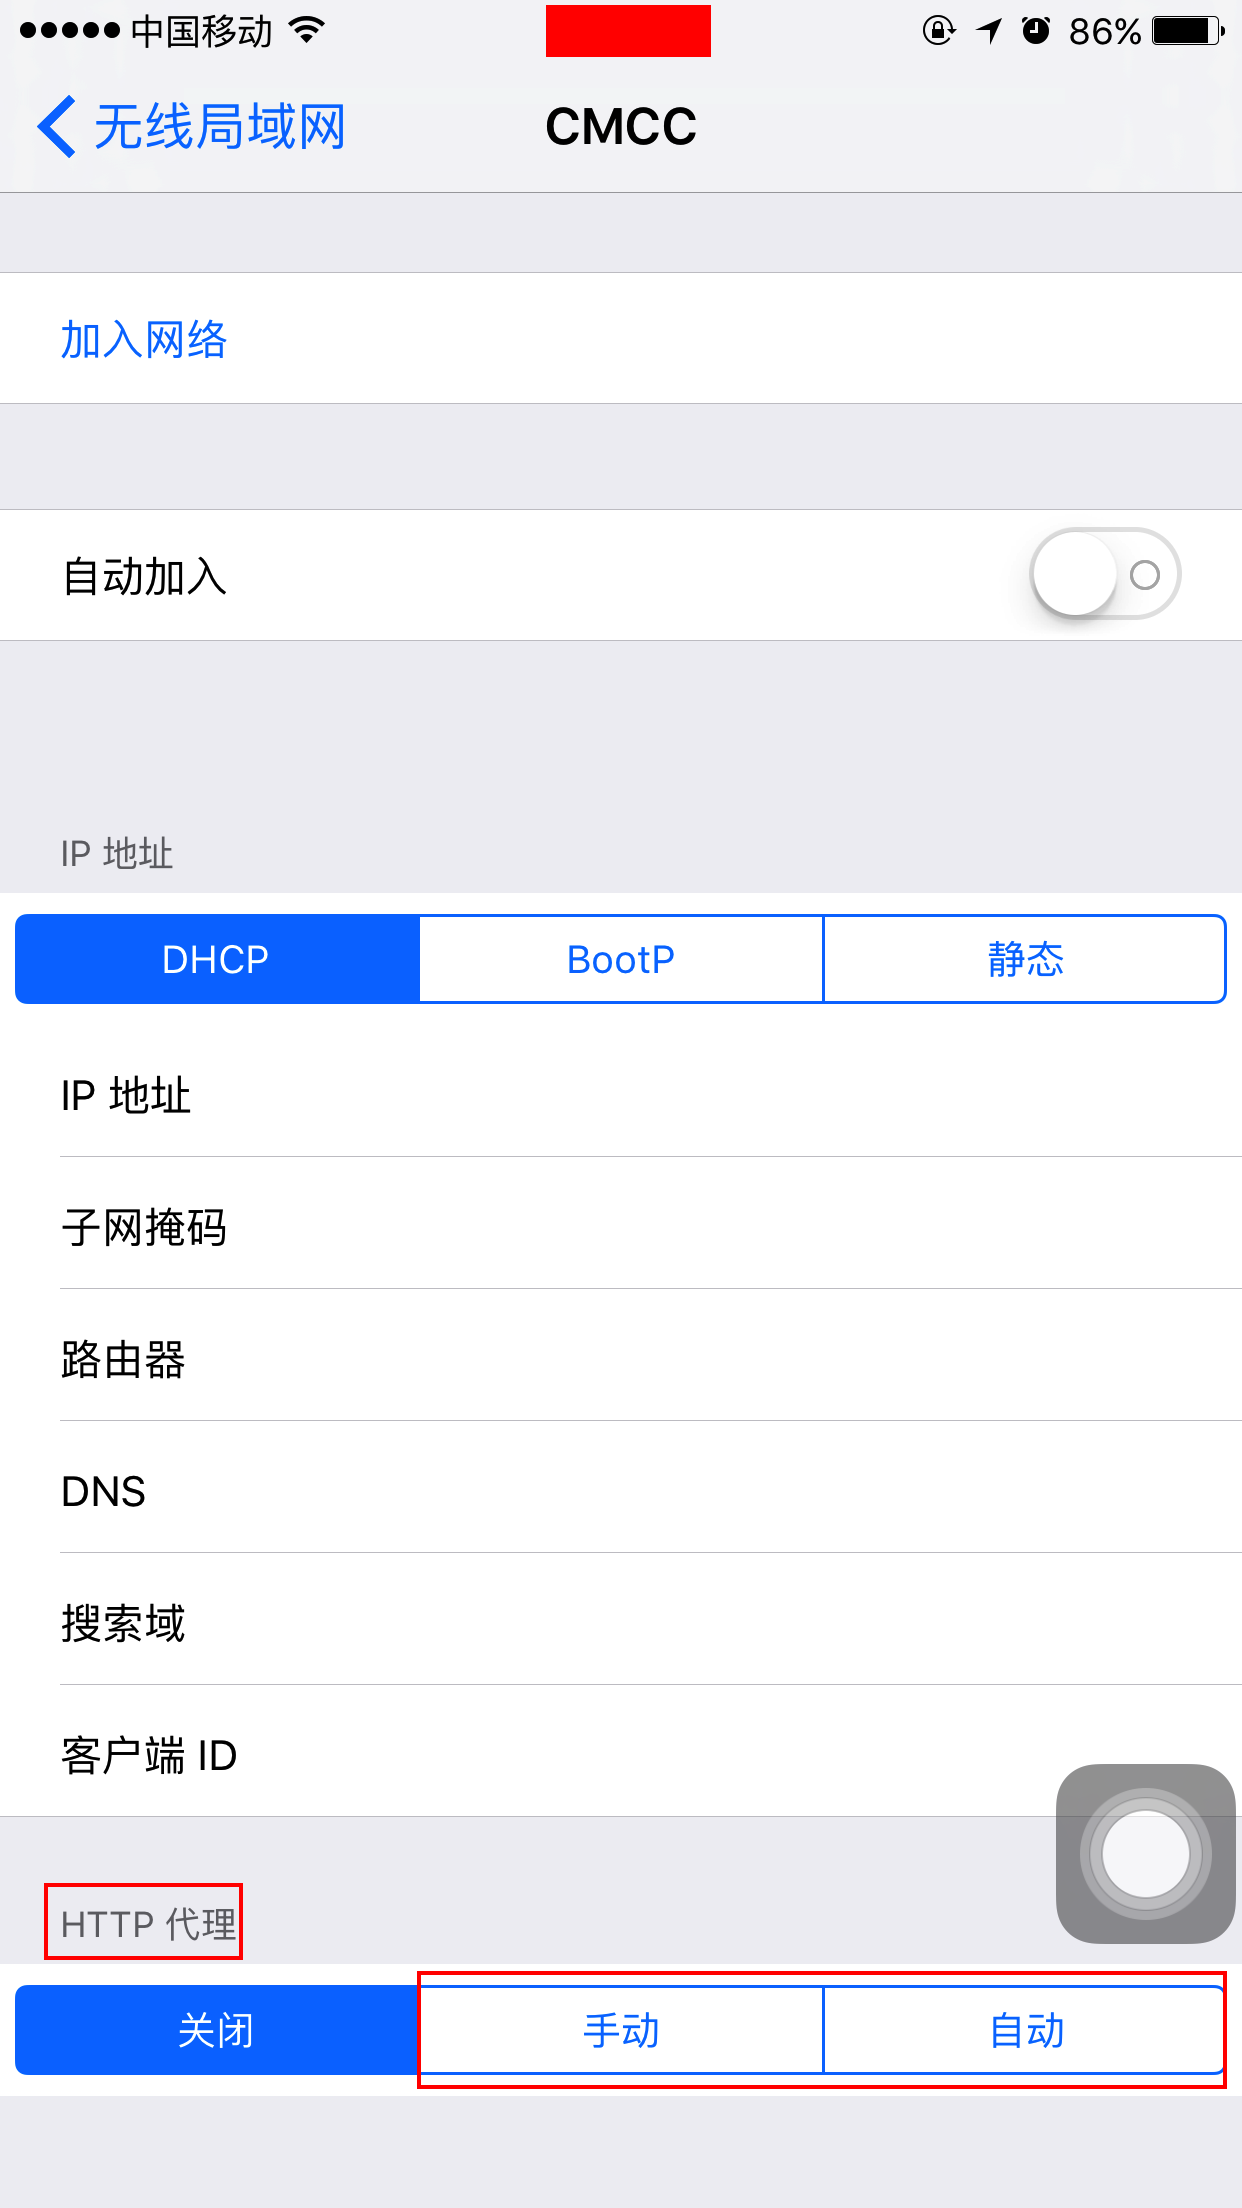 中国移动 86%
无线局域网 CMCC
加入网络
自动加入
IP 地址
DHCP BootP 静态
IP 地址
子网掩码
路由器
DNS
搜索域
客户端 ID
HTTP 代理
关闭 手动 自动